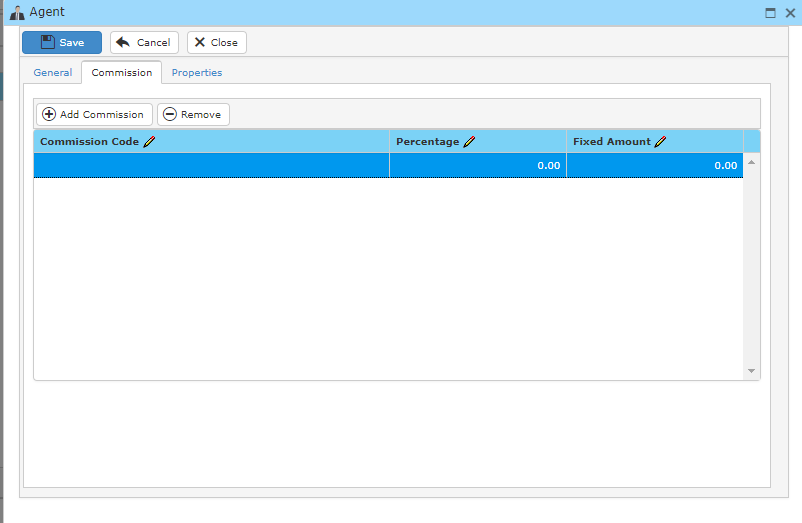 Agent
Save Cancel Close
General Commission Properties
Add Commission Remove
Commission Code Percentage Fixed Amount
0.00 0.00